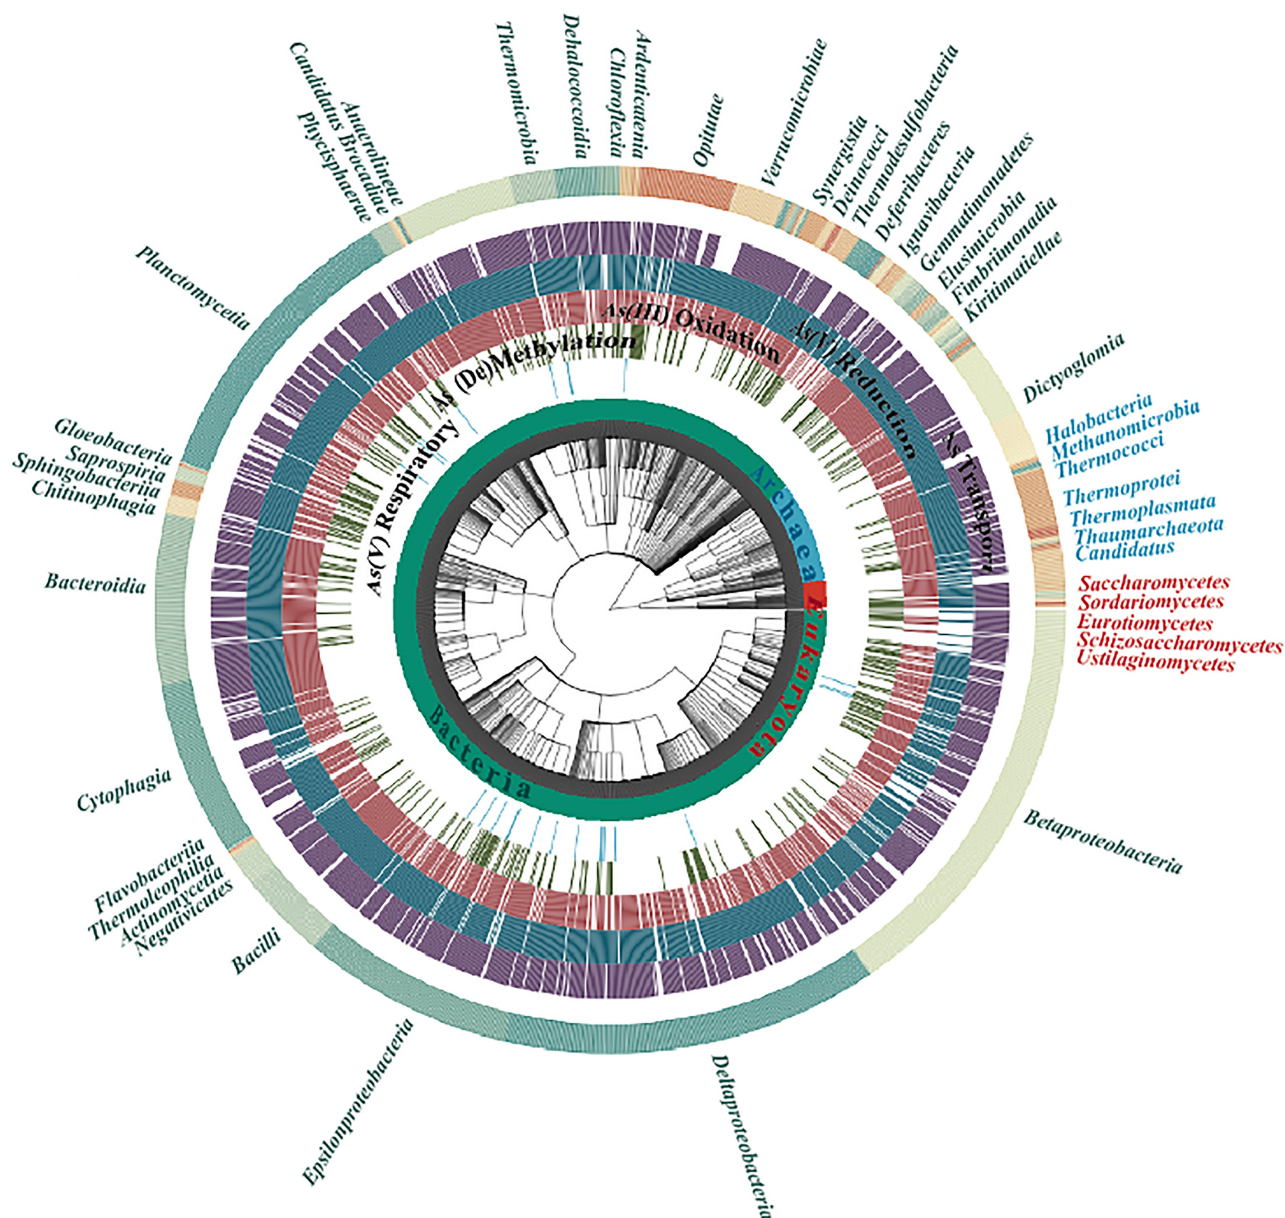 Candidatus Brocadiae
Anaerolineae
Phycisphaerae
Thermomicrobia
Dehalococcoidia
Chloroflexia
Ardenticatenia
Opitutae
Verrucomicrobiae
Synergistia
Deinococci
Thermodesulfobacteria
Deferribacteres
Ignavibacteria
Gemmatimonadetes
Elusimicrobia
Fimbriimonadia
Kiritimatiellae
Dictyoglomia
Halobacteria
Methanomicrobia
Thermococci
Thermoprotei
Thermoplasmata
Thaumarchaeota
Candidatus
Saccharomycetes
Sordariomycetes
Eurotiomycetes
Schizosaccharomycetes
Ustilaginomycetes
Betaproteobacteria
Deltaproteobacteria
Epsilonproteobacteria
Bacilli
Negativicutes
Actinomycetia
Thermoleophilia
Flavobacteriia
Cytophagia
Bacteroidia
Chitinophagia
Sphingobacteriia
Saprospiria
Gloeobacteria
Planctomycetia
As(V) Respiratory
As (De)Methylation
As(III) Oxidation
As(V) Reduction
As Transport
Archaea
Eukaryota
Bacteria